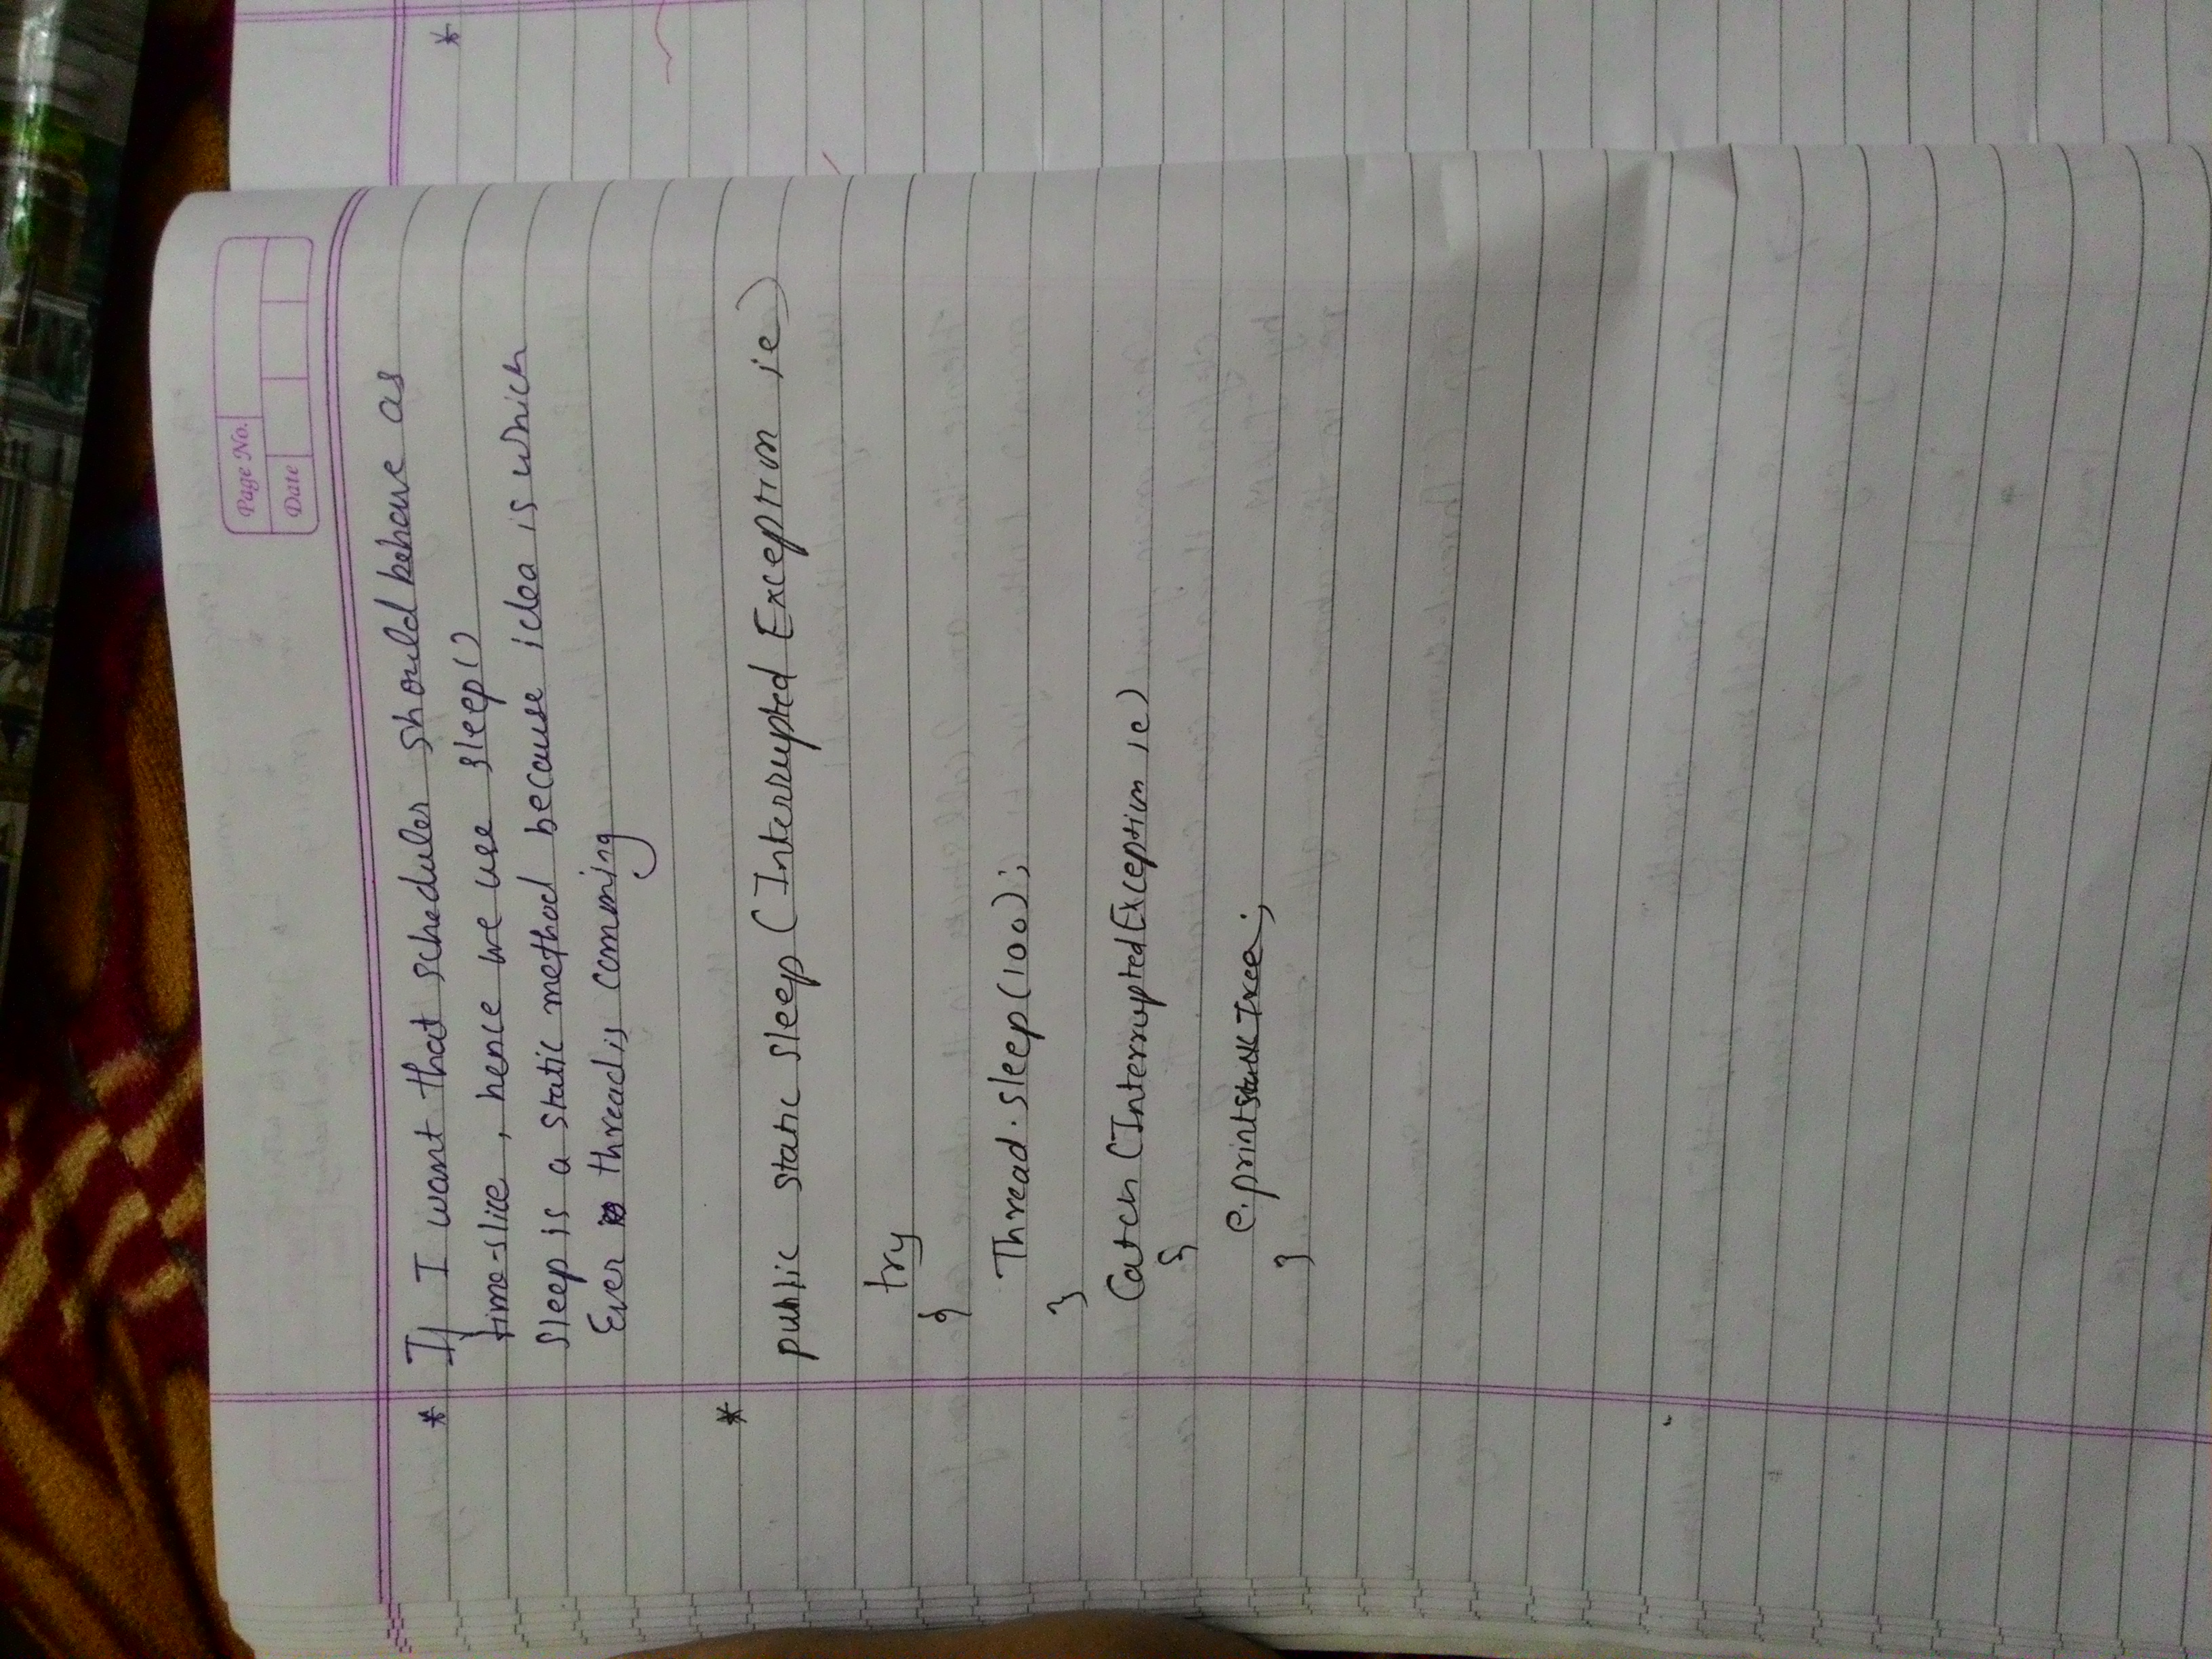 Page No.
Date
* If I want that scheduler should behave as
time-slice, hence we use sleep()
Sleep is a static method because idea is which
Ever thread is comming
*
public static sleep (Interrupted Exception ie)
try
{
Thread.sleep(100);
}
Catch (InterruptedException ie)
{
e.printstack Tree;
}
*